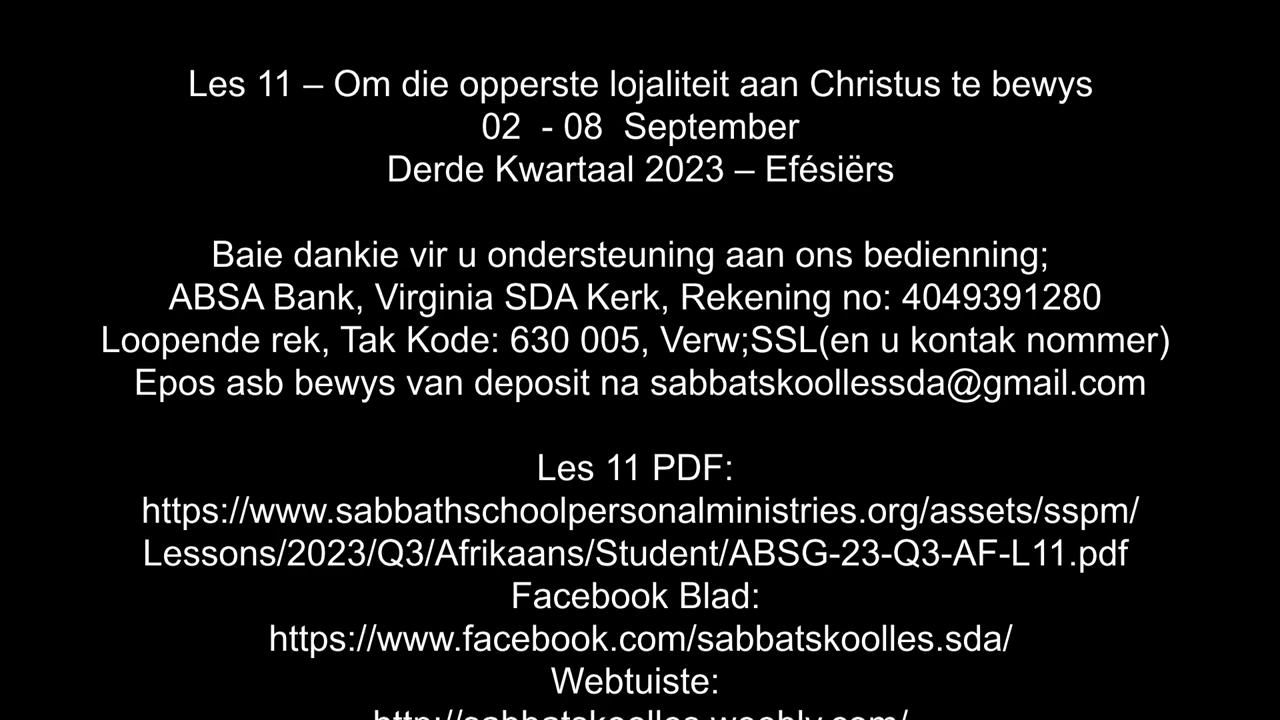 Les 11 – Om die opperste lojaliteit aan Christus te bewys
02 - 08 September
Derde Kwartaal 2023 – Efésiërs
Baie dankie vir u ondersteuning aan ons bedienning;
ABSA Bank, Virginia SDA Kerk, Rekening no: 4049391280
Loopende rek, Tak Kode: 630 005, Verw;SSL(en u kontak nommer)
Epos asb bewys van deposit na sabbatskoollessda@gmail.com
Les 11 PDF:
https://www.sabbathschoolpersonalministries.org/assets/sspm/
Lessons/2023/Q3/Afrikaans/Student/ABSG-23-Q3-AF-L11.pdf
Facebook Blad:
https://www.facebook.com/sabbatskoolles.sda/
Webtuiste:
http://sabbatskoolles.weebly.com/